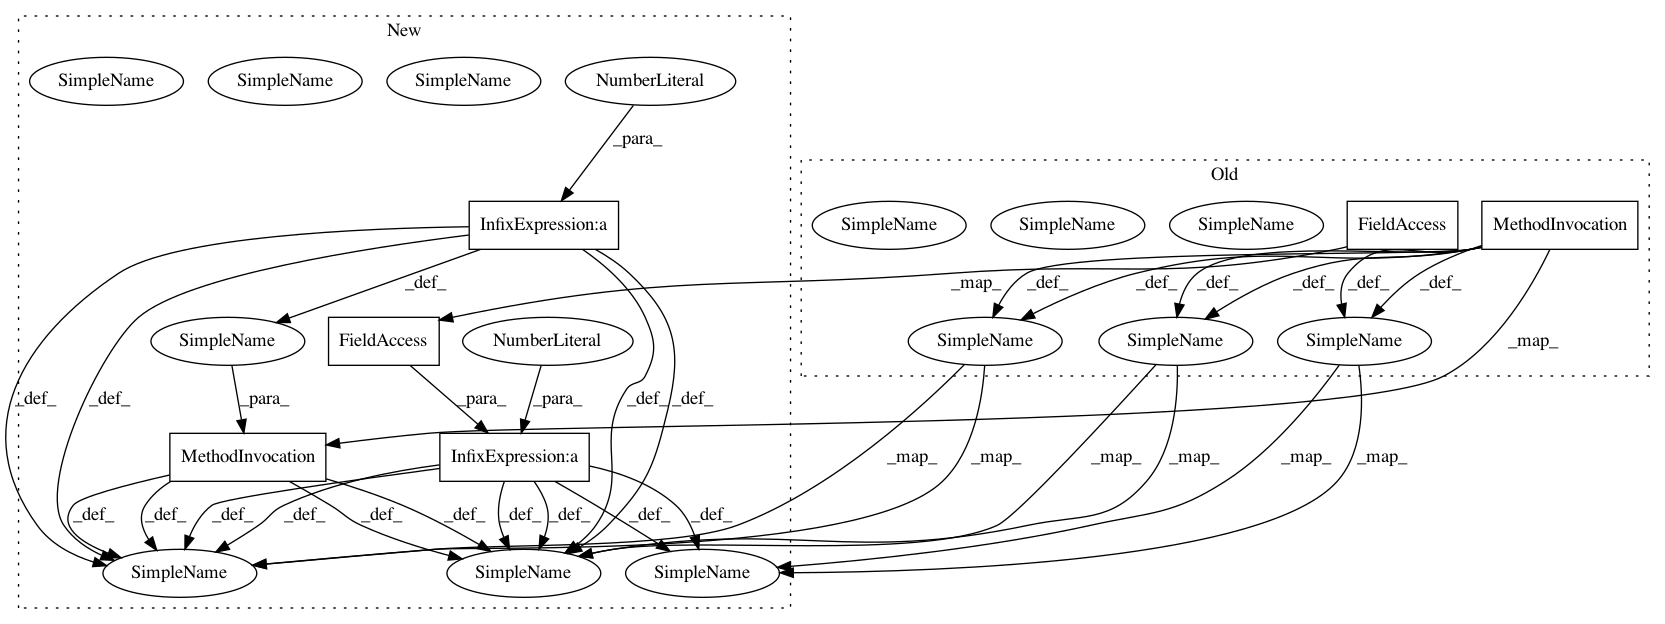 New
SimpleName SimpleName SimpleName NumberLiteral
_para_
Old
InfixExpression:a SimpleName SimpleName SimpleName FieldAccess MethodInvocation
_def_ _map_ _def_ _def_ _def_ _def_ _def_ _def_
SimpleName FieldAccess NumberLiteral SimpleName SimpleName SimpleName _map_
_def_ _def_ _para_ _para_ _para_ _def_ _def_
MethodInvocation InfixExpression:a _map_ _map_ _map_ _map_ _map_ _map_
_def_ _def_ _def_ _def_ _def_ _def_ _def_ _def_ _def_ _def_
SimpleName SimpleName SimpleName